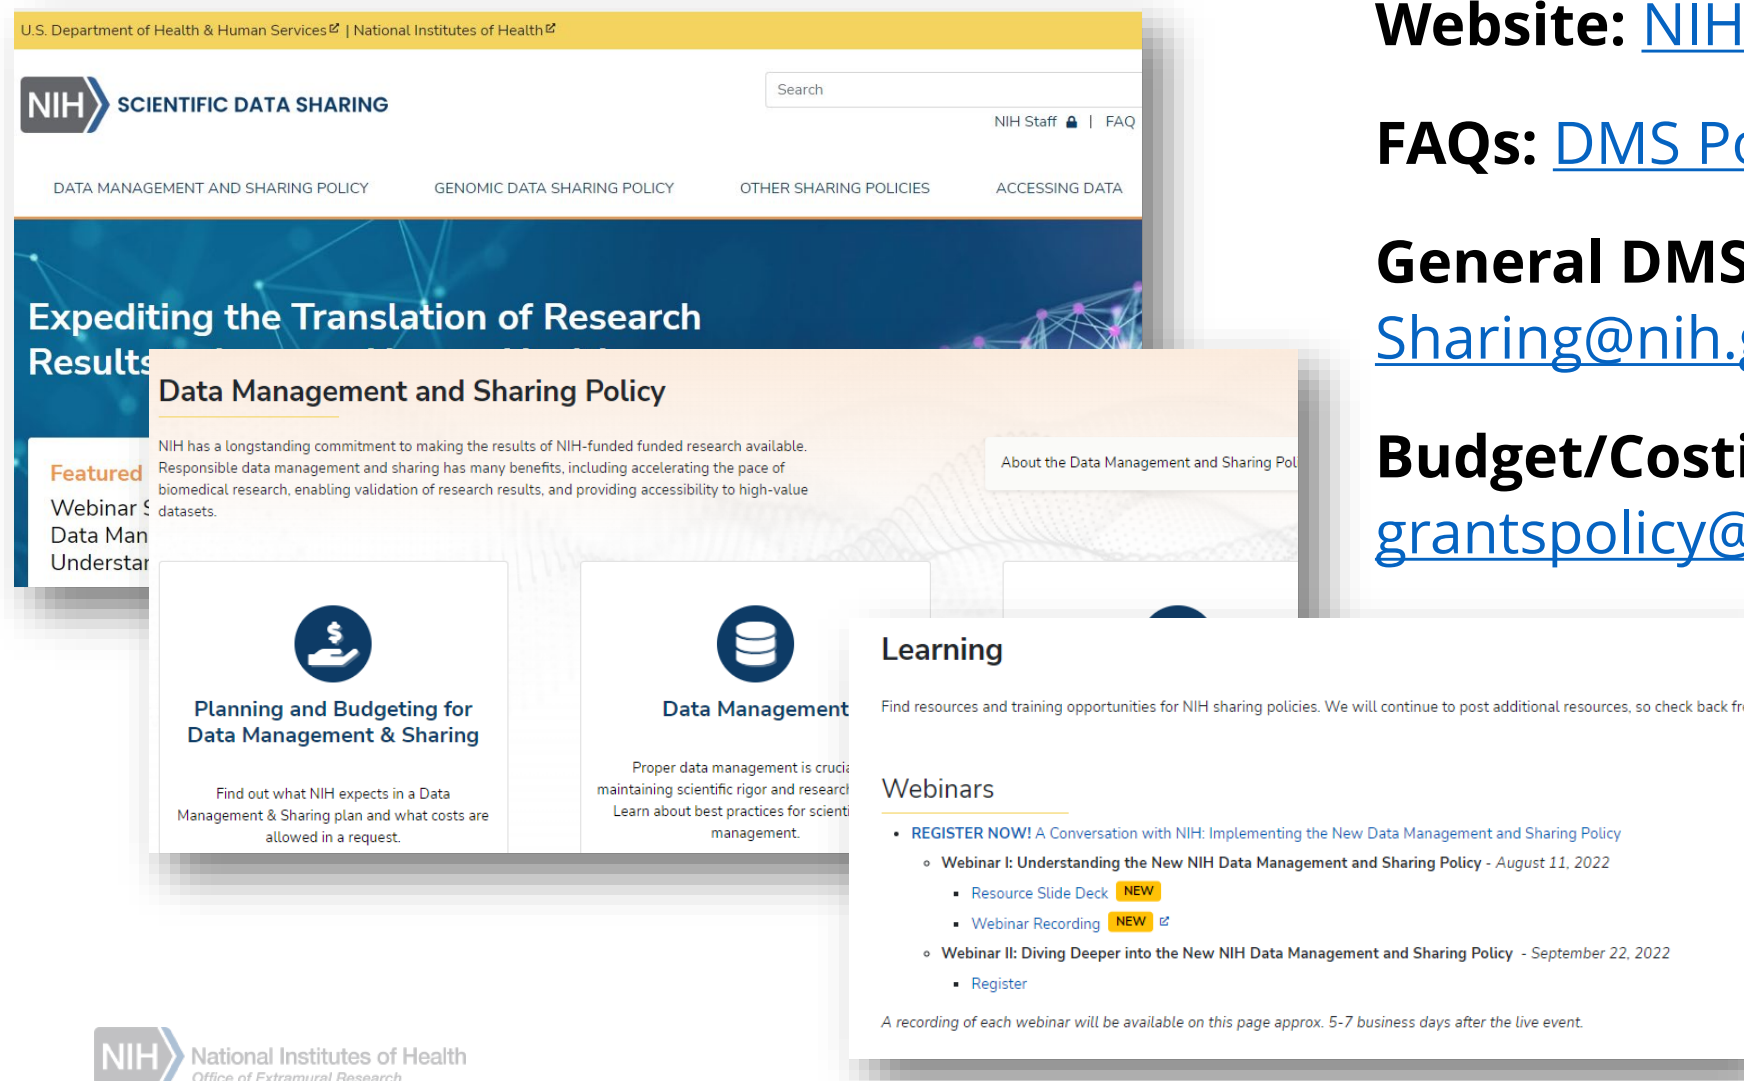 U.S. Department of Health & Human Services | National Institutes of Health
NIH SCIENTIFIC DATA SHARING
Search
NIH Staff | FAQ
DATA MANAGEMENT AND SHARING POLICY GENOMIC DATA SHARING POLICY OTHER SHARING POLICIES ACCESSING DATA
Expediting the Translation of Research
Results
Featured
Webinar S
Data Man
Understan
Data Management and Sharing Policy
NIH has a longstanding commitment to making the results of NIH-funded funded research available.
Responsible data management and sharing has many benefits, including accelerating the pace of
biomedical research, enabling validation of research results, and providing accessibility to high-value
datasets.
About the Data Management and Sharing Pol
Planning and Budgeting for
Data Management & Sharing
Find out what NIH expects in a Data
Management & Sharing plan and what costs are
allowed in a request.
Data Management
Proper data management is crucia
maintaining scientific rigor and research
Learn about best practices for scienti
management.
Website: NIH
FAQs: DMS Po
General DMS
Sharing@nih.g
Budget/Costi
grantspolicy@
Learning
Find resources and training opportunities for NIH sharing policies. We will continue to post additional resources, so check back fr
Webinars
• REGISTER NOW! A Conversation with NIH: Implementing the New Data Management and Sharing Policy
◦ Webinar I: Understanding the New NIH Data Management and Sharing Policy - August 11, 2022
▪ Resource Slide Deck NEW
▪ Webinar Recording NEW
◦ Webinar II: Diving Deeper into the New NIH Data Management and Sharing Policy - September 22, 2022
▪ Register
A recording of each webinar will be available on this page approx. 5-7 business days after the live event.
NIH National Institutes of Health
Office of Extramural Research